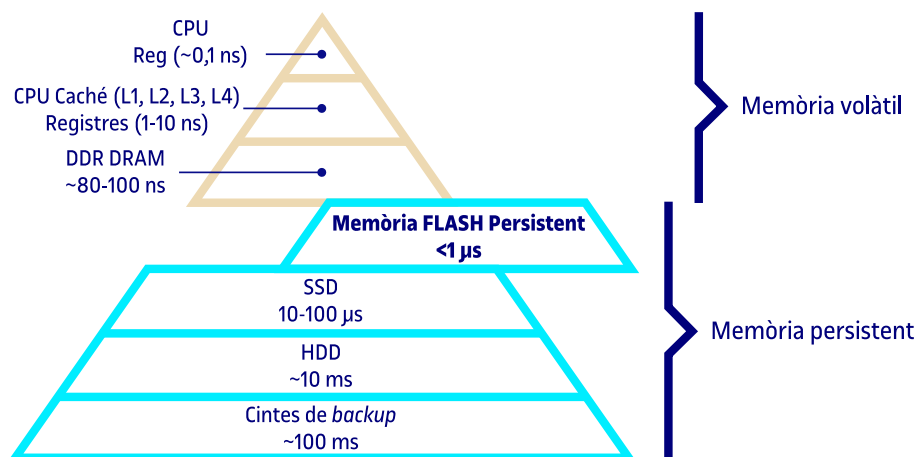 CPU
Reg (~0,1 ns)
CPU Caché (L1, L2, L3, L4)
Registres (1-10 ns)
DDR DRAM
~80-100 ns
Memòria volàtil
Memòria FLASH Persistent
<1 µs
SSD
10-100 µs
HDD
~10 ms
Cintes de backup
~100 ms
Memòria persistent